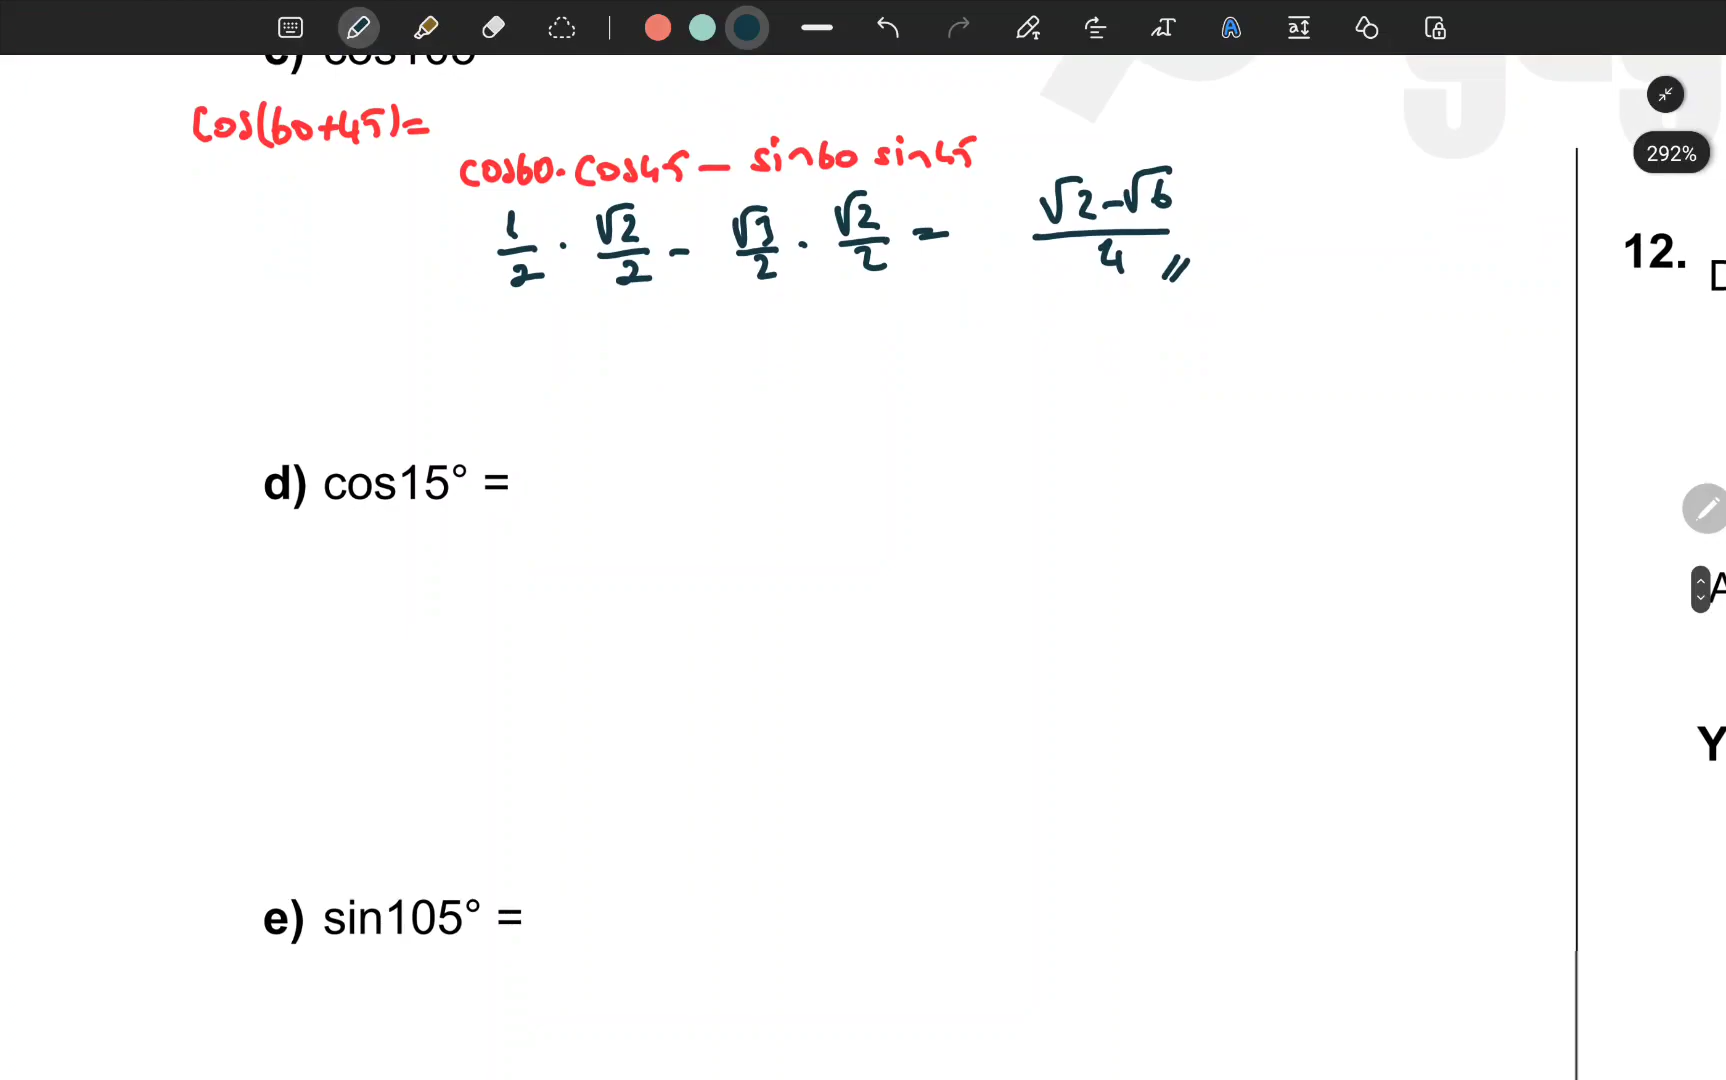 292%
cos(60+45)=
cos60·cos45 – sin60 sin45
1/2 · √2/2 - √3/2 · √2/2 = √2-√6/4 //
d) cos15° =
e) sin105° =
12.
Y